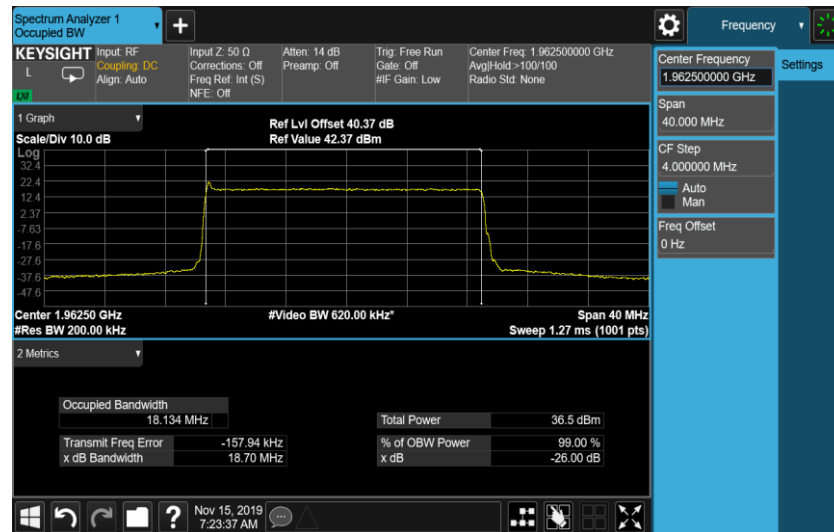 Spectrum Analyzer 1
Occupied BW
Frequency
KEYSIGHT
L
LXI
Input: RF
Coupling: DC
Align: Auto
Input Z: 50 Ω
Corrections: Off
Freq Ref: Int (S)
NFE: Off
Atten: 14 dB
Preamp: Off
Trig: Free Run
Gate: Off
#IF Gain: Low
Center Freq: 1.962500000 GHz
Avg|Hold:>100/100
Radio Std: None
Center Frequency
1.962500000 GHz
Settings
Span
40.000 MHz
CF Step
4.000000 MHz
Auto
Man
Freq Offset
0 Hz
1 Graph
Scale/Div 10.0 dB
Ref Lvl Offset 40.37 dB
Ref Value 42.37 dBm
Log
32.4
22.4
12.4
2.37
-7.63
-17.6
-27.6
-37.6
-47.6
Center 1.96250 GHz
#Video BW 620.00 kHz*
Span 40 MHz
#Res BW 200.00 kHz
Sweep 1.27 ms (1001 pts)
2 Metrics
Occupied Bandwidth
18.134 MHz
Total Power 36.5 dBm
Transmit Freq Error -157.94 kHz
% of OBW Power 99.00 %
x dB Bandwidth 18.70 MHz
x dB -26.00 dB
?
Nov 15, 2019
7:23:37 AM